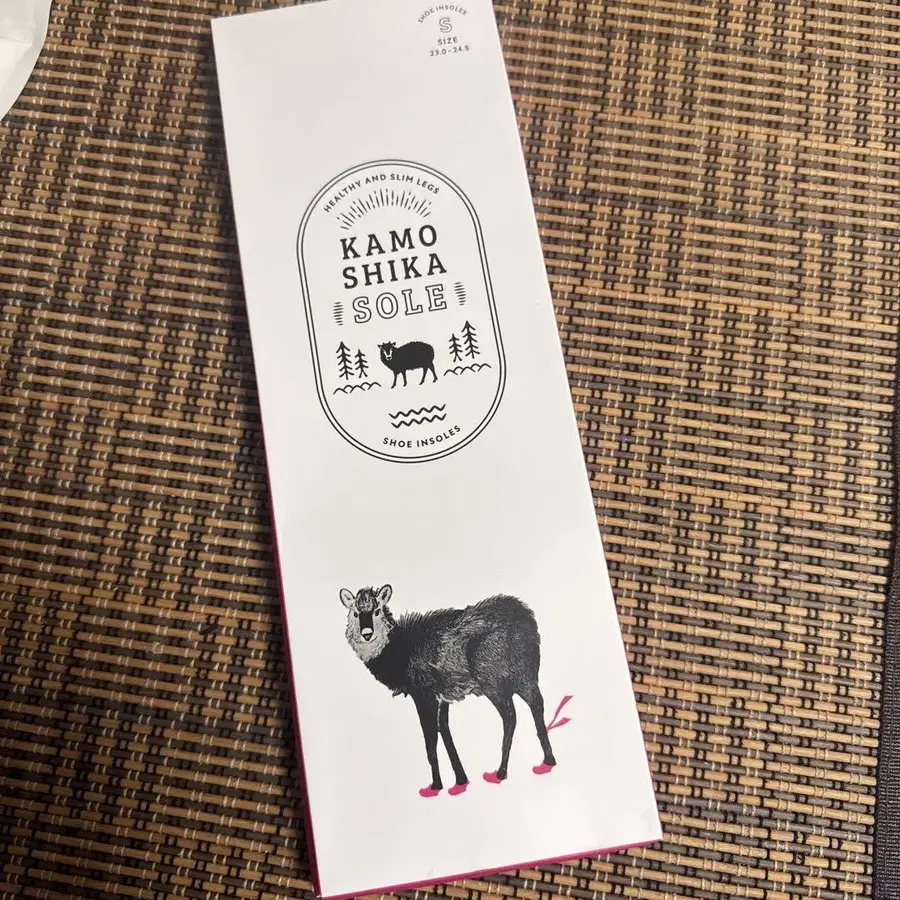 SHOE INSOLES
S
SIZE
23.0-24.5
HEALTHY AND SLIM LEGS
KAMO
SHIKA
SOLE
SHOE INSOLES